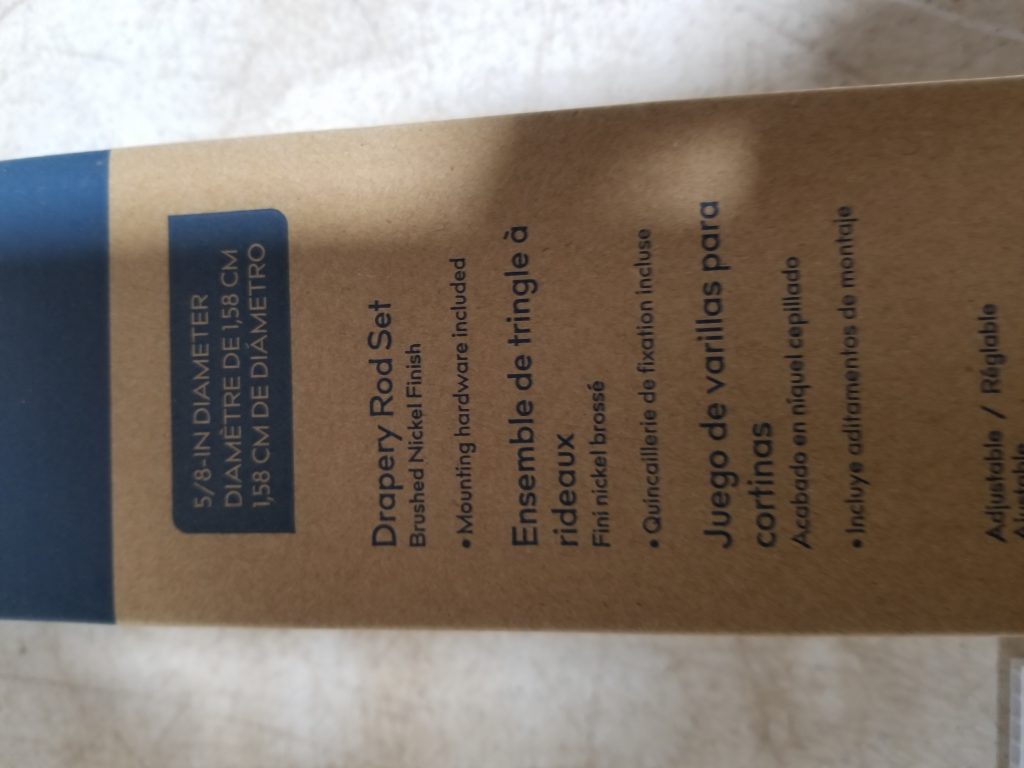 5/8-IN DIAMETER
DIAMÈTRE DE 1,58 CM
1,58 CM DE DIÁMETRO
Drapery Rod Set
Brushed Nickel Finish
• Mounting hardware included
Ensemble de tringle à
rideaux
Fini nickel brossé
• Quincaillerie de fixation incluse
Juego de varillas para
cortinas
Acabado en níquel cepillado
• Incluye aditamentos de montaje
Adjustable / Réglable